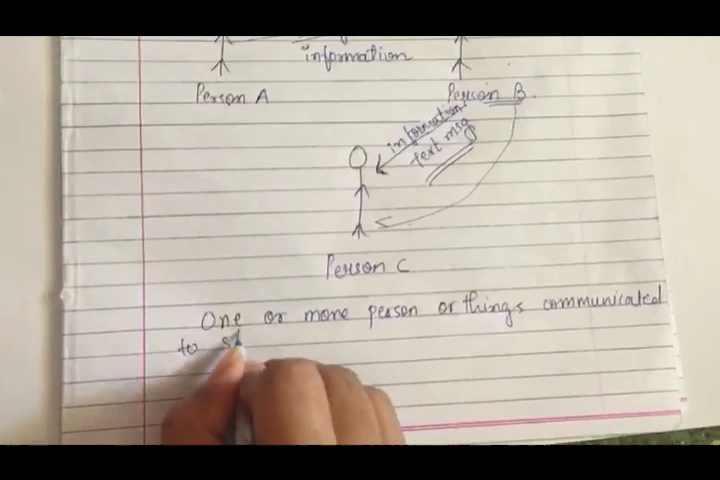 information
Person A
Person B
information
Text msg
Person C
One or more person or things communicated
to